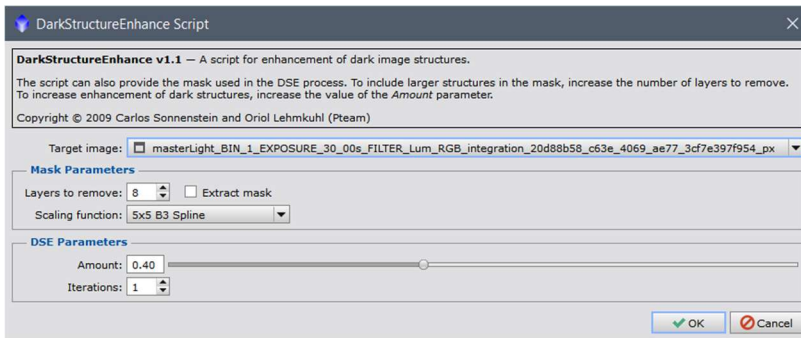 DarkStructureEnhance Script
DarkStructureEnhance v1.1 — A script for enhancement of dark image structures.
The script can also provide the mask used in the DSE process. To include larger structures in the mask, increase the number of layers to remove.
To increase enhancement of dark structures, increase the value of the Amount parameter.
Copyright © 2009 Carlos Sonnenstein and Oriol Lehmkuhl (Pteam)
Target image: masterLight_BIN_1_EXPOSURE_30_00s_FILTER_Lum_RGB_integration_20d88b58_c63e_4069_ae77_3cf7e397f954_px
Mask Parameters
Layers to remove: 8 Extract mask
Scaling function: 5x5 B3 Spline
DSE Parameters
Amount: 0.40
Iterations: 1
OK Cancel